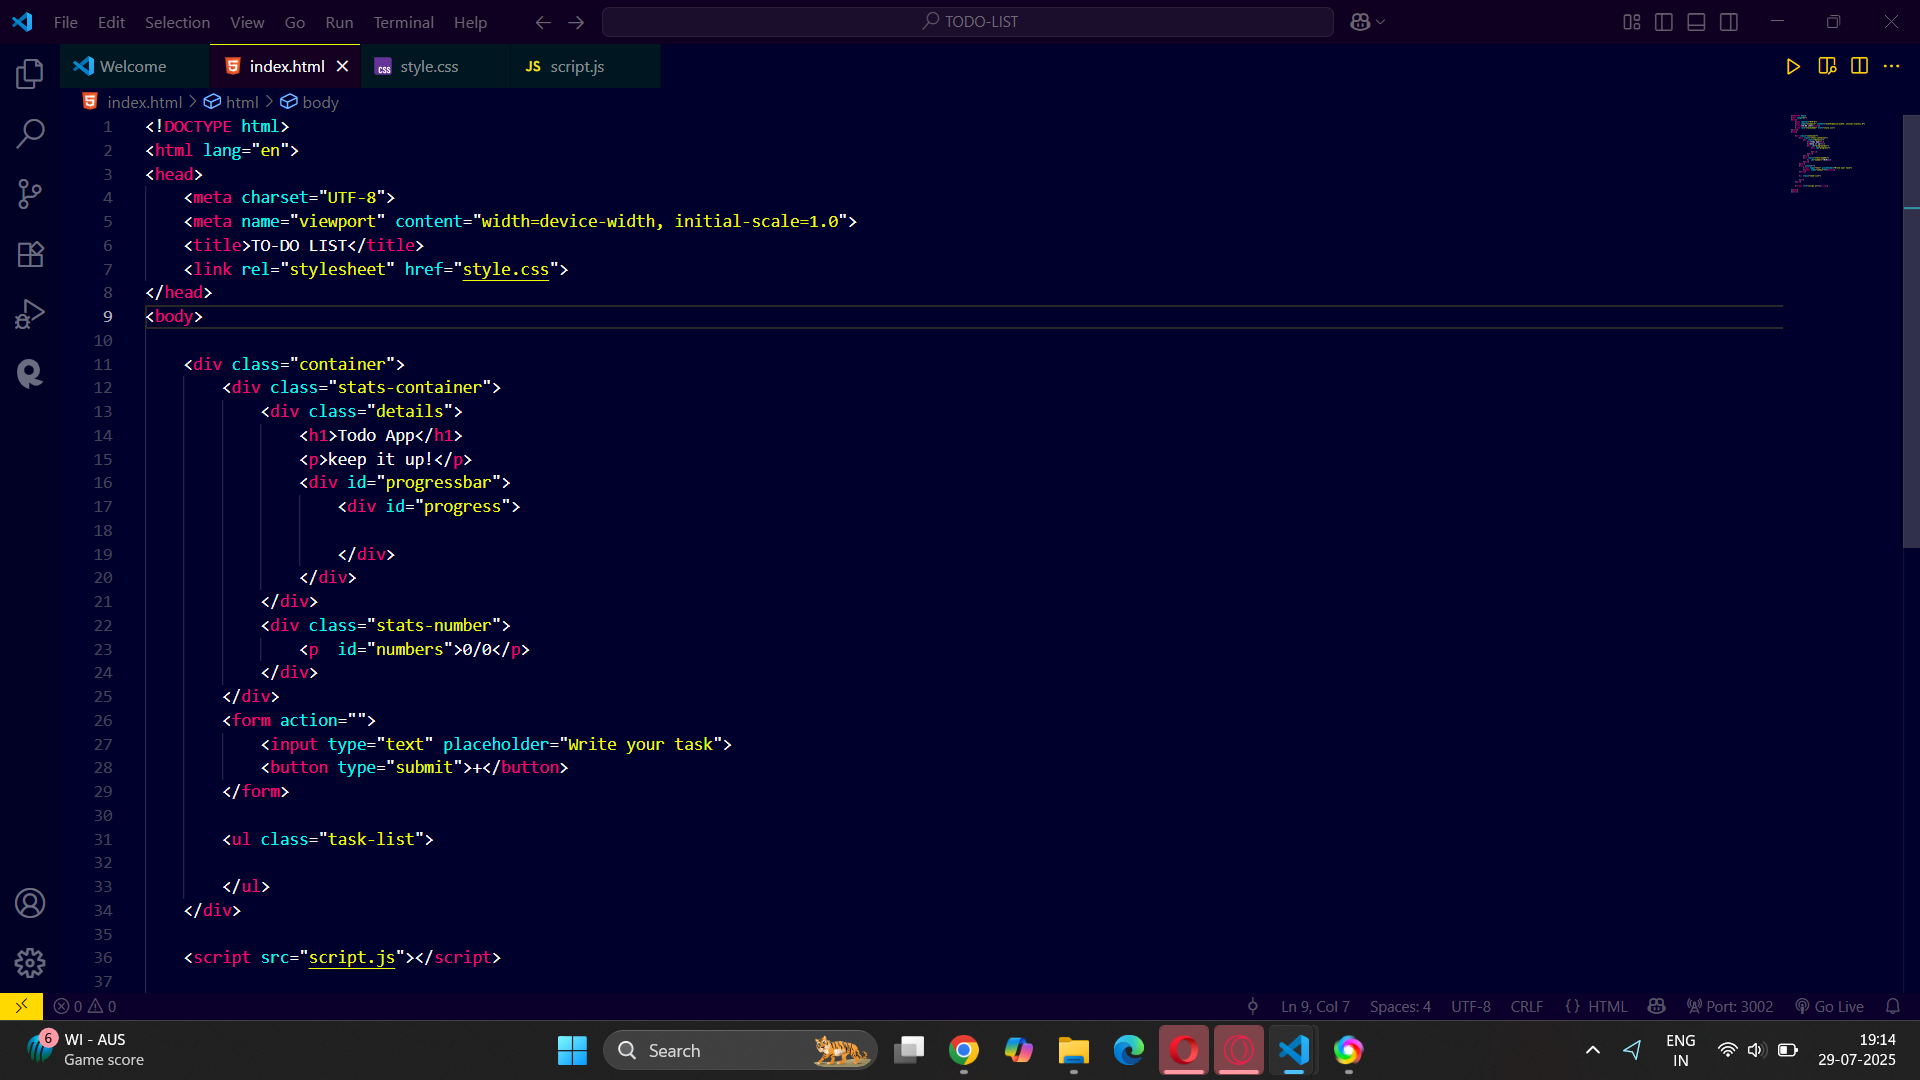 File Edit Selection View Go Run Terminal Help
TODO-LIST
Welcome
index.html
style.css
JS script.js
index.html > html > body
1 <!DOCTYPE html>
2 <html lang="en">
3 <head>
4 <meta charset="UTF-8">
5 <meta name="viewport" content="width=device-width, initial-scale=1.0">
6 <title>TO-DO LIST</title>
7 <link rel="stylesheet" href="style.css">
8 </head>
9 <body>
10
11 <div class="container">
12 <div class="stats-container">
13 <div class="details">
14 <h1>Todo App</h1>
15 <p>keep it up!</p>
16 <div id="progressbar">
17 <div id="progress">
18
19 </div>
20 </div>
21 </div>
22 <div class="stats-number">
23 <p  id="numbers">0/0</p>
24 </div>
25 </div>
26 <form action="">
27 <input type="text" placeholder="Write your task">
28 <button type="submit">+</button>
29 </form>
30
31 <ul class="task-list">
32
33 </ul>
34 </div>
35
36 <script src="script.js"></script>
37
0 0
Ln 9, Col 7 Spaces: 4 UTF-8 CRLF {} HTML Port: 3002 Go Live
6
WI - AUS
Game score
Search
ENG
IN
19:14
29-07-2025